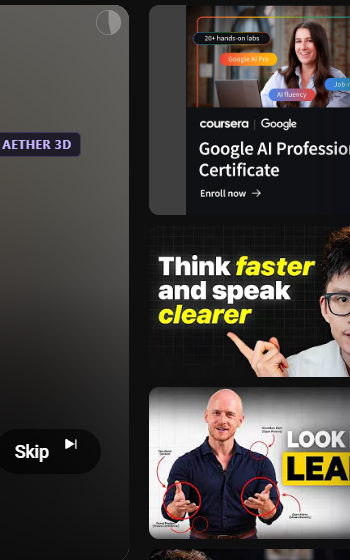 AETHER 3D
Skip
20+ hands-on labs
Google AI Pro
AI fluency
coursera | Google
Google AI Professio
Certificate
Enroll now →
Think faster
and speak
clearer
LOOK
LEA